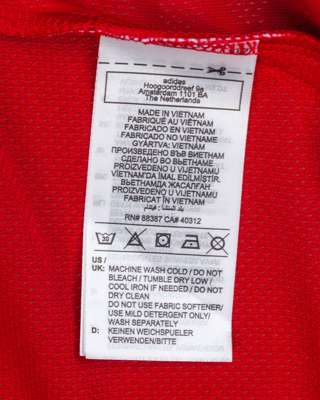 adidas
Hoogoorddreef 9a
Amsterdam 1101 BA
The Netherlands
MADE IN VIETNAM
FABRIQUÉ AU VIÊTNAM
FABRICADO EN VIETNAM
FABRICADO NO VIETNAME
GYÁRTVA: VIETNÁM
ПРОИЗВЕДЕНО ВЪВ ВИЕТНАМ
СДЕЛАНО ВО ВЬЕТНАМЕ
PROIZVEDENO U VIJETNAMU
VIETNAM'DA İMAL EDİLMİŞTİR.
ВЬЕТНАМДА ЖАСАЛҒАН
PROIZVEDENO U VIJETNAMU
FABRICAT ÎN VIETNAM
RN# 88387 CA# 40312
30
US /
UK: MACHINE WASH COLD / DO NOT
BLEACH / TUMBLE DRY LOW /
COOL IRON IF NEEDED / DO NOT
DRY CLEAN
DO NOT USE FABRIC SOFTENER/
USE MILD DETERGENT ONLY/
WASH SEPARATELY
D: KEINEN WEICHSPUELER
VERWENDEN/BITTE